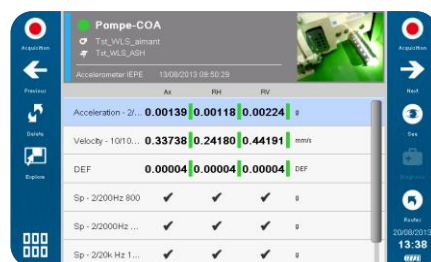 Acquisition
Previous
Delete
Explore
Pompe-COA
Tst_WLS_aimant
Tst_WLS_ASH
Accelerometer IEPE 13/08/2013 09:50:29
Ax RH RV
Acceleration - 2/... 0.00139 0.00118 0.00224 g
Velocity - 10/10... 0.33738 0.24180 0.44191 mm/s
DEF 0.00004 0.00004 0.00004 DEF
Sp - 2/200Hz 800 ✔ ✔ ✔ g
Sp - 2/2000Hz ... ✔ ✔ ✔ g
Sp - 2/20k Hz 1... ✔ ✔ ✔ g
Acquisition
Next
See
Diagnose
Routes
20/08/2013
13:38